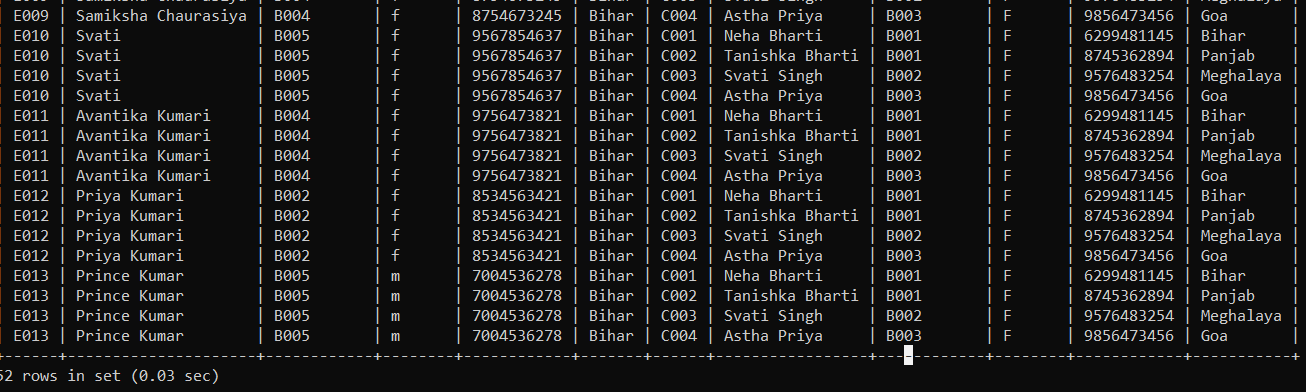 | E009 | Samiksha Chaurasiya | B004 | f | 8754673245 | Bihar | C004 | Astha Priya | B003 | F | 9856473456 | Goa |
| E010 | Svati | B005 | f | 9567854637 | Bihar | C001 | Neha Bharti | B001 | F | 6299481145 | Bihar |
| E010 | Svati | B005 | f | 9567854637 | Bihar | C002 | Tanishka Bharti | B001 | F | 8745362894 | Panjab |
| E010 | Svati | B005 | f | 9567854637 | Bihar | C003 | Svati Singh | B002 | F | 9576483254 | Meghalaya |
| E010 | Svati | B005 | f | 9567854637 | Bihar | C004 | Astha Priya | B003 | F | 9856473456 | Goa |
| E011 | Avantika Kumari | B004 | f | 9756473821 | Bihar | C001 | Neha Bharti | B001 | F | 6299481145 | Bihar |
| E011 | Avantika Kumari | B004 | f | 9756473821 | Bihar | C002 | Tanishka Bharti | B001 | F | 8745362894 | Panjab |
| E011 | Avantika Kumari | B004 | f | 9756473821 | Bihar | C003 | Svati Singh | B002 | F | 9576483254 | Meghalaya |
| E011 | Avantika Kumari | B004 | f | 9756473821 | Bihar | C004 | Astha Priya | B003 | F | 9856473456 | Goa |
| E012 | Priya Kumari | B002 | f | 8534563421 | Bihar | C001 | Neha Bharti | B001 | F | 6299481145 | Bihar |
| E012 | Priya Kumari | B002 | f | 8534563421 | Bihar | C002 | Tanishka Bharti | B001 | F | 8745362894 | Panjab |
| E012 | Priya Kumari | B002 | f | 8534563421 | Bihar | C003 | Svati Singh | B002 | F | 9576483254 | Meghalaya |
| E012 | Priya Kumari | B002 | f | 8534563421 | Bihar | C004 | Astha Priya | B003 | F | 9856473456 | Goa |
| E013 | Prince Kumar | B005 | m | 7004536278 | Bihar | C001 | Neha Bharti | B001 | F | 6299481145 | Bihar |
| E013 | Prince Kumar | B005 | m | 7004536278 | Bihar | C002 | Tanishka Bharti | B001 | F | 8745362894 | Panjab |
| E013 | Prince Kumar | B005 | m | 7004536278 | Bihar | C003 | Svati Singh | B002 | F | 9576483254 | Meghalaya |
| E013 | Prince Kumar | B005 | m | 7004536278 | Bihar | C004 | Astha Priya | B003 | F | 9856473456 | Goa |
52 rows in set (0.03 sec)